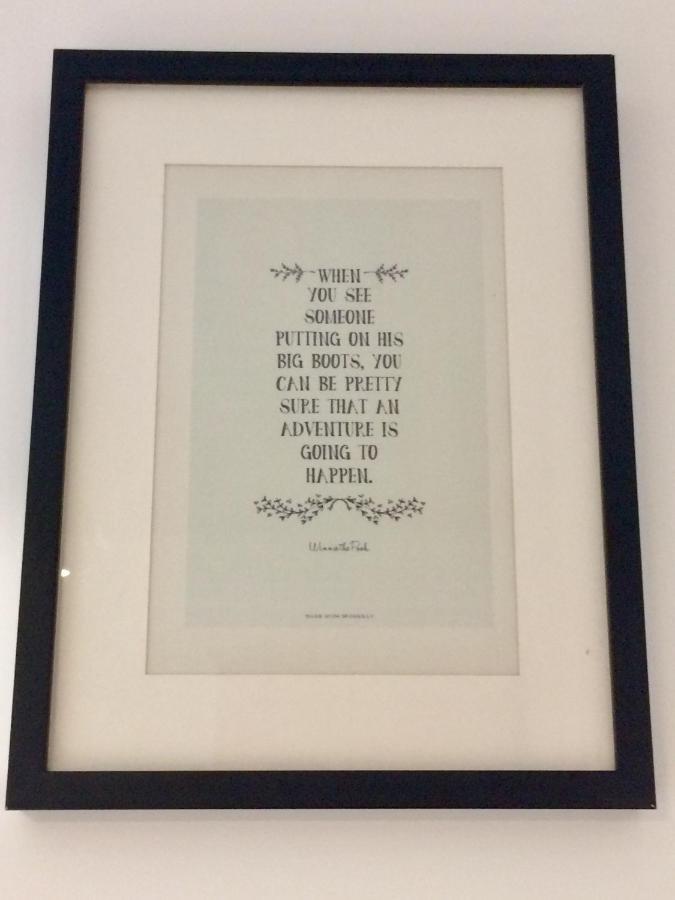 WHEN
YOU SEE
SOMEONE
PUTTING ON HIS
BIG BOOTS, YOU
CAN BE PRETTY
SURE THAT AN
ADVENTURE IS
GOING TO
HAPPEN.
Winnie the Pooh